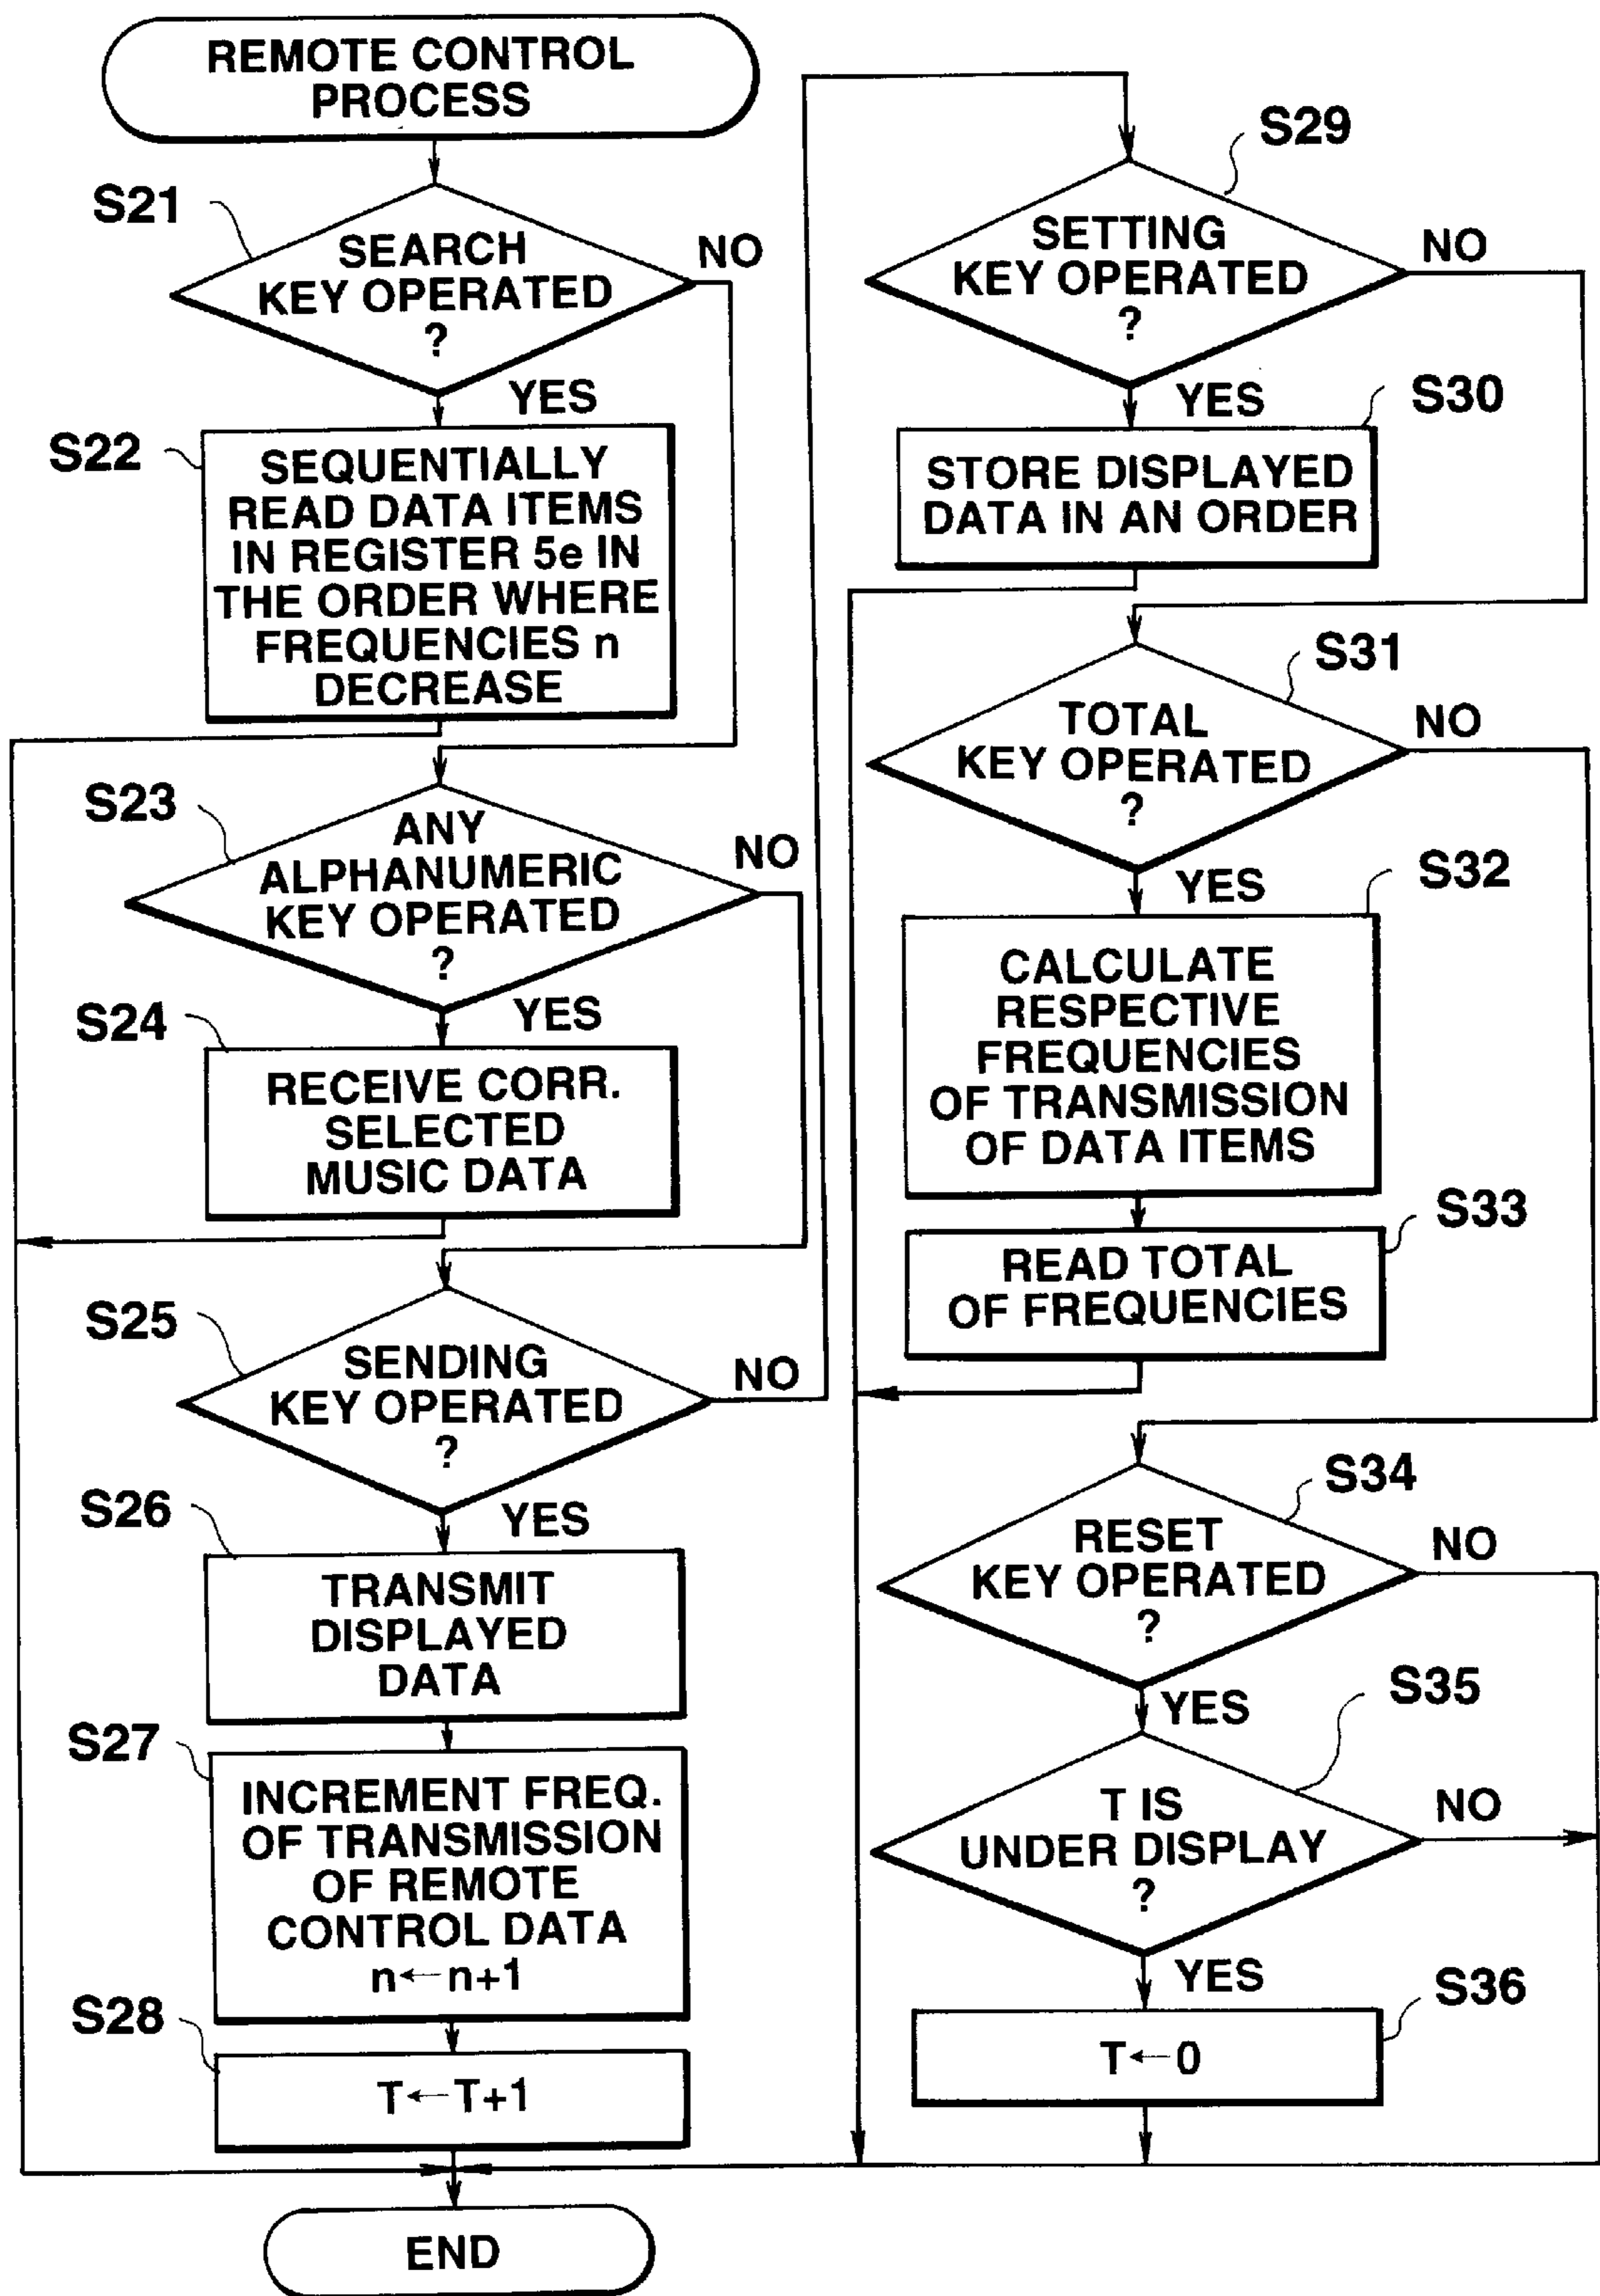 REMOTE CONTROL
PROCESS
S21
SEARCH
KEY OPERATED
?
NO
YES
S22
SEQUENTIALLY
READ DATA ITEMS
IN REGISTER 5e IN
THE ORDER WHERE
FREQUENCIES n
DECREASE
S23
ANY
ALPHANUMERIC
KEY OPERATED
?
NO
YES
S24
RECEIVE CORR.
SELECTED
MUSIC DATA
S25
SENDING
KEY OPERATED
?
NO
YES
S26
TRANSMIT
DISPLAYED
DATA
S27
INCREMENT FREQ.
OF TRANSMISSION
OF REMOTE
CONTROL DATA
n←n+1
S28
T←T+1
END
S29
SETTING
KEY OPERATED
?
NO
YES
S30
STORE DISPLAYED
DATA IN AN ORDER
S31
TOTAL
KEY OPERATED
?
NO
YES
S32
CALCULATE
RESPECTIVE
FREQUENCIES
OF TRANSMISSION
OF DATA ITEMS
S33
READ TOTAL
OF FREQUENCIES
S34
RESET
KEY OPERATED
?
NO
YES
S35
T IS
UNDER DISPLAY
?
NO
YES
S36
T←0